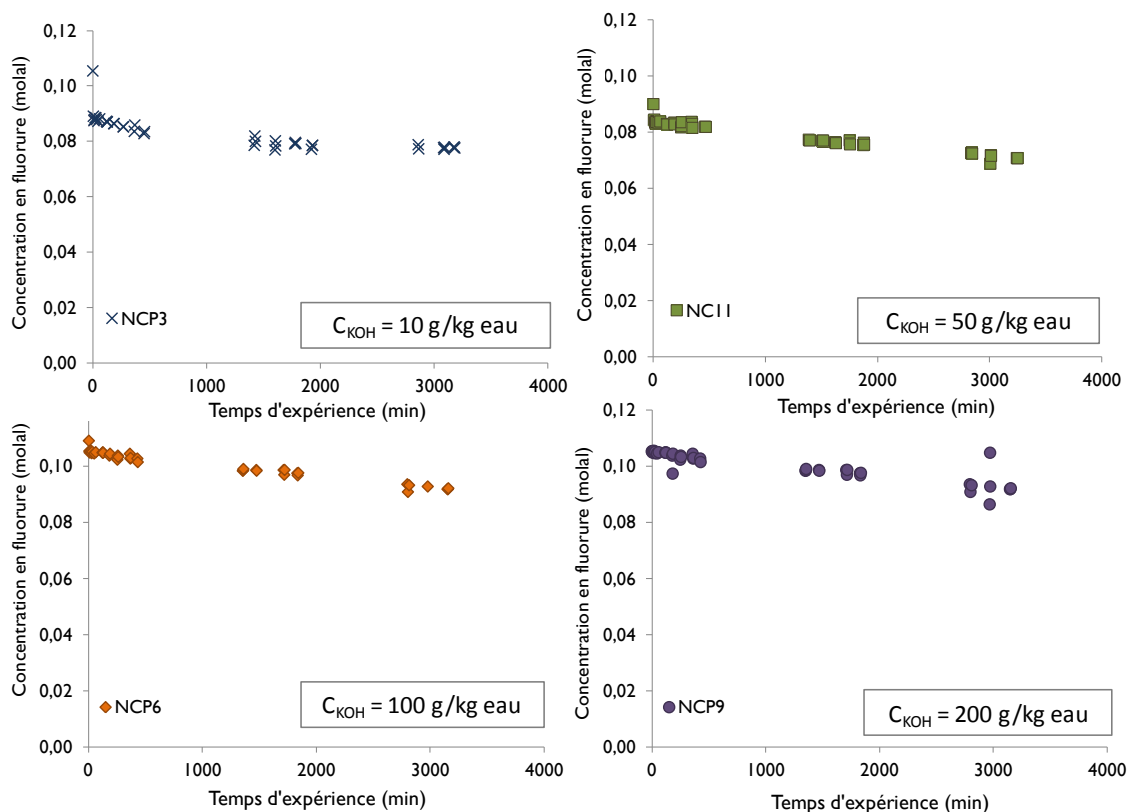 0,12
0,10
0,08
0,06
0,04
0,02
0,00
Concentration en fluorure (molal)
NCP3
C_KOH = 10 g/kg eau
0 1000 2000 3000 4000
Temps d'expérience (min)
0,12
0,10
0,08
0,06
0,04
0,02
0,00
Concentration en fluorure (molal)
NC11
C_KOH = 50 g/kg eau
0 1000 2000 3000 4000
Temps d'expérience (min)
0,10
0,08
0,06
0,04
0,02
0,00
Concentration en fluorure (molal)
NCP6
C_KOH = 100 g/kg eau
0 1000 2000 3000 4000
Temps d'expérience (min)
0,12
0,10
0,08
0,06
0,04
0,02
0,00
Concentration en fluorure (molal)
NCP9
C_KOH = 200 g/kg eau
0 1000 2000 3000 4000
Temps d'expérience (min)